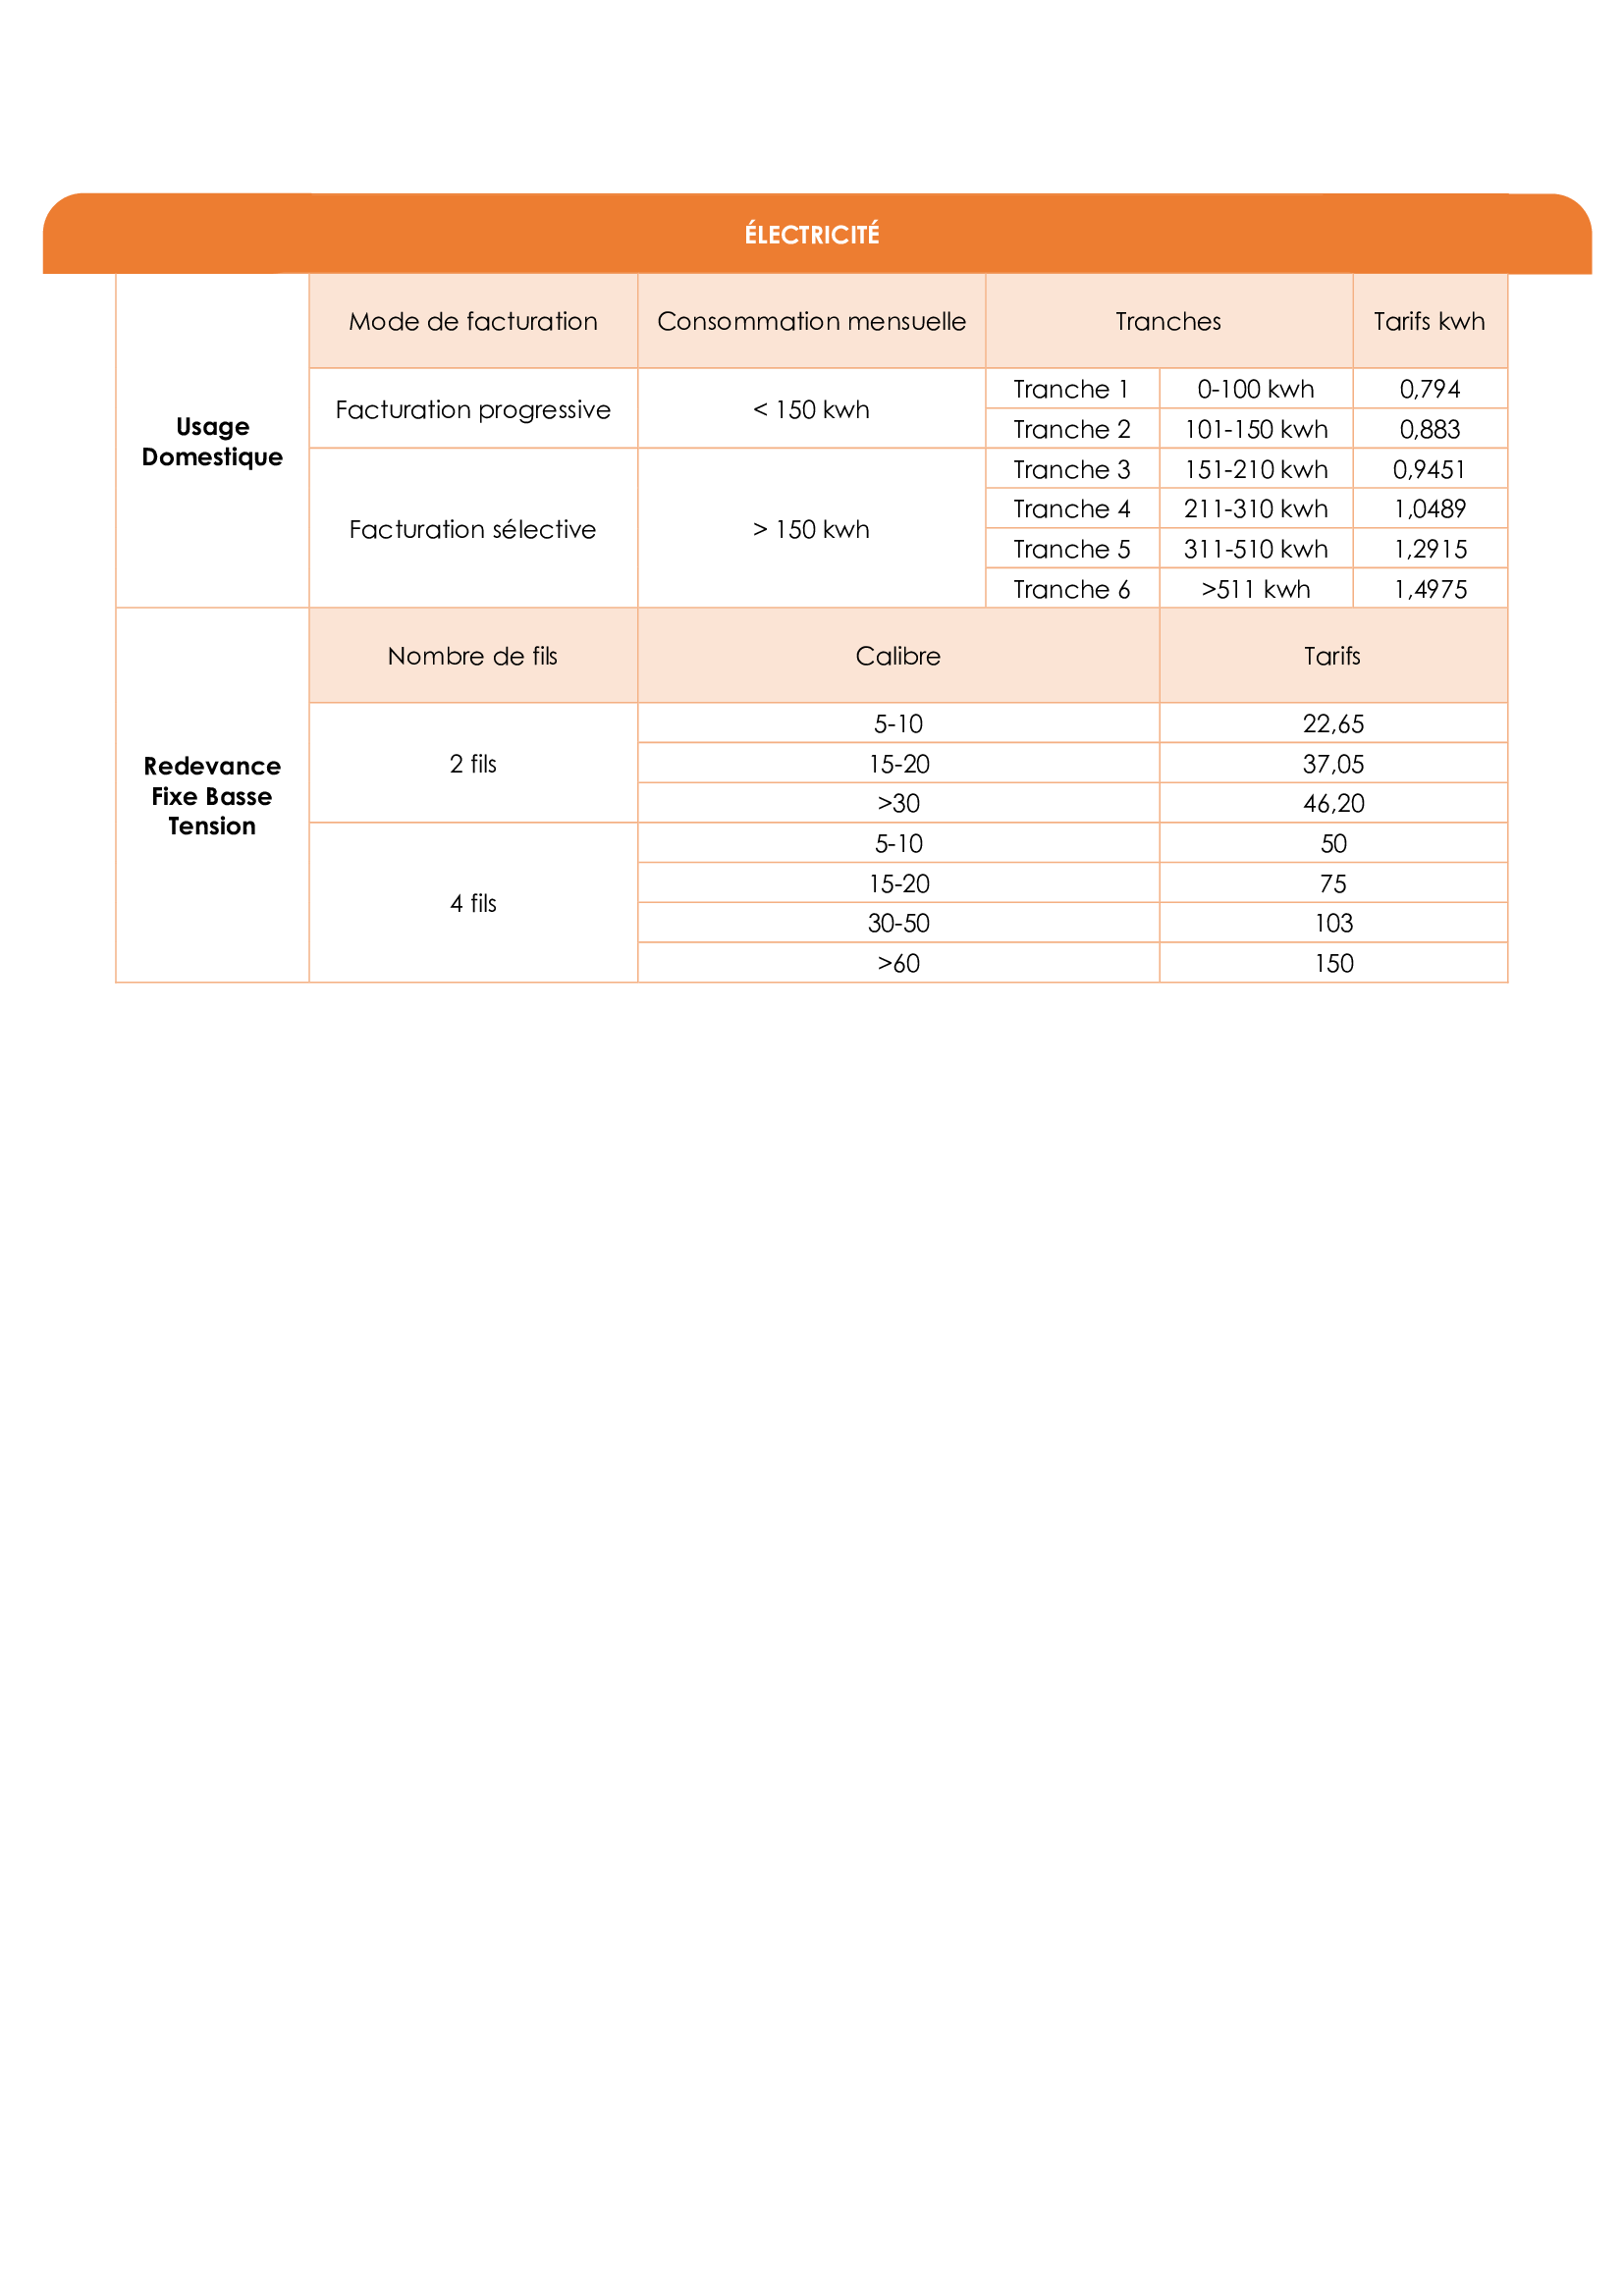 ÉLECTRICITÉ
Usage
Domestique
Mode de facturation Consommation mensuelle Tranches Tarifs kwh
Facturation progressive < 150 kwh
Tranche 1 0-100 kwh 0,794
Tranche 2 101-150 kwh 0,883
Facturation sélective > 150 kwh
Tranche 3 151-210 kwh 0,9451
Tranche 4 211-310 kwh 1,0489
Tranche 5 311-510 kwh 1,2915
Tranche 6 >511 kwh 1,4975
Redevance
Fixe Basse
Tension
Nombre de fils Calibre Tarifs
2 fils
5-10 22,65
15-20 37,05
>30 46,20
4 fils
5-10 50
15-20 75
30-50 103
>60 150